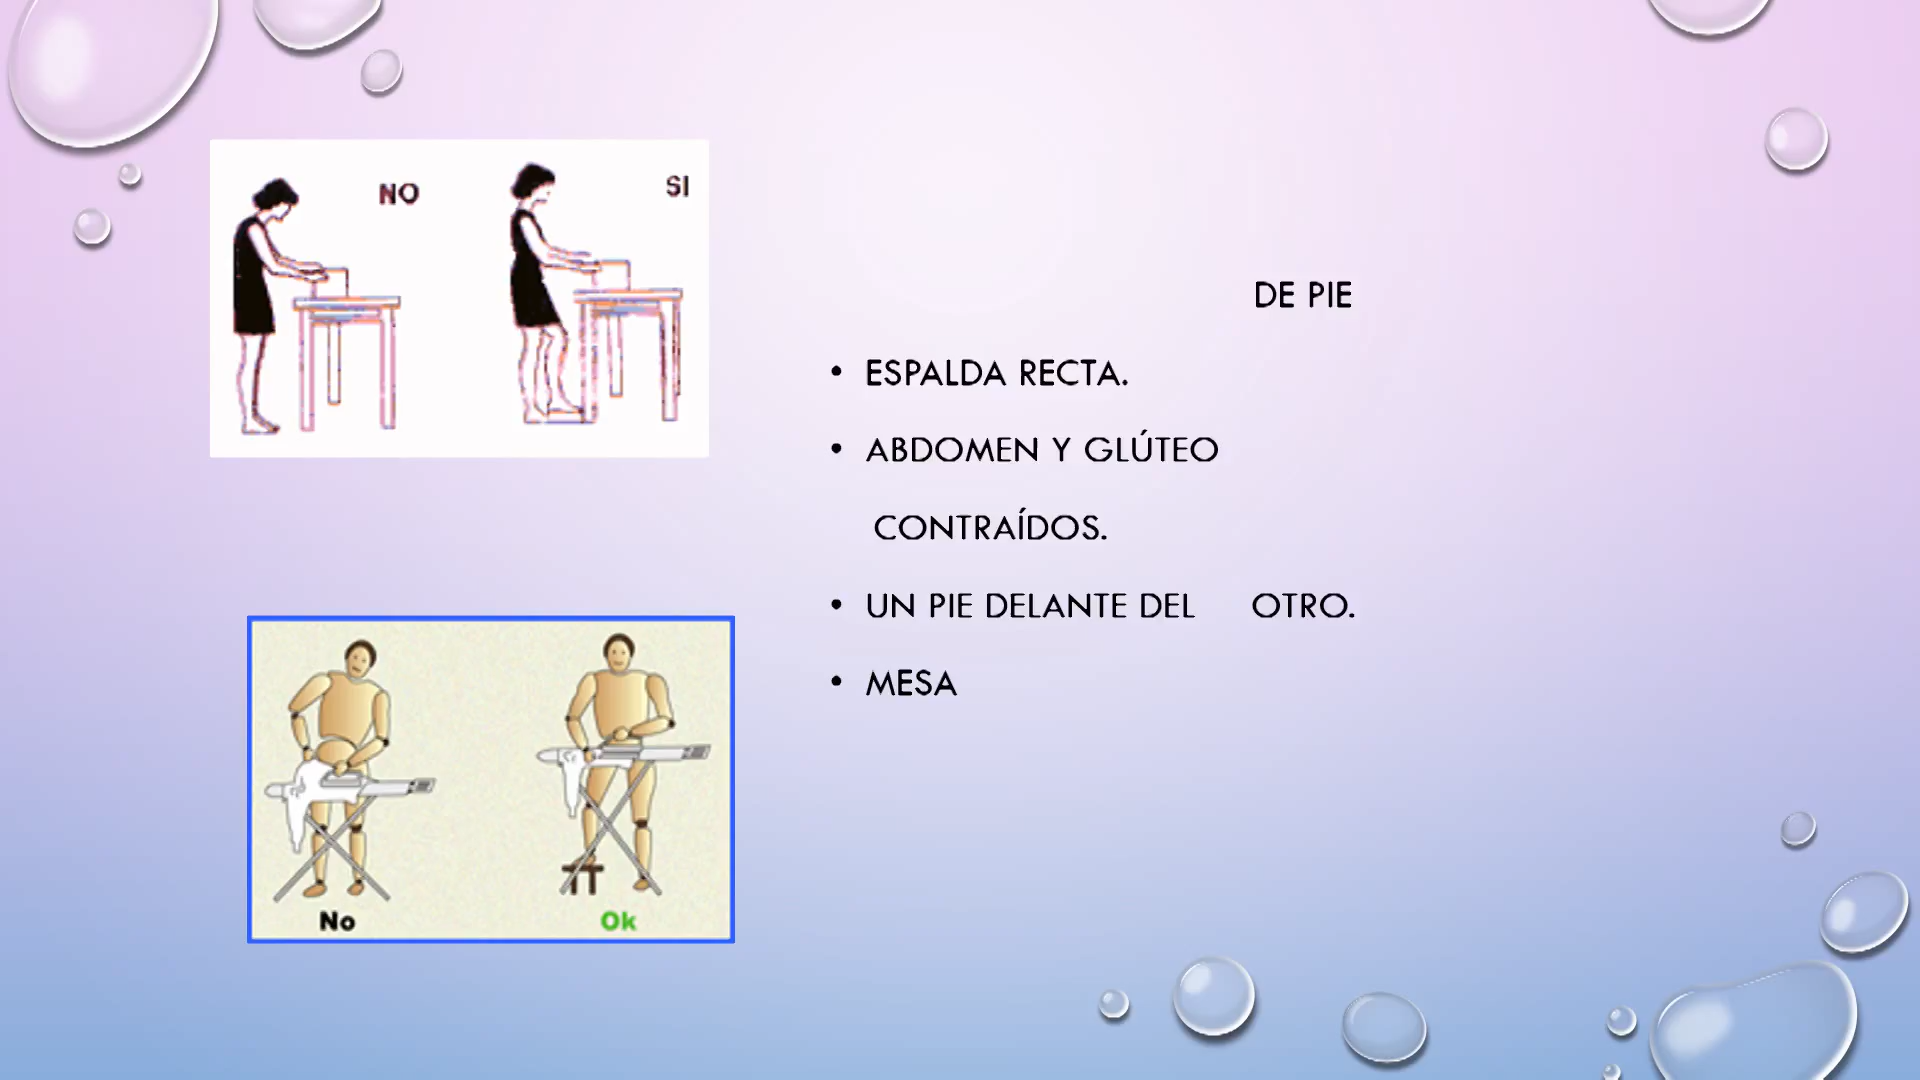 NO
SI
DE PIE
• ESPALDA RECTA.
• ABDOMEN Y GLÚTEO
CONTRAÍDOS.
• UN PIE DELANTE DEL OTRO.
• MESA
No
Ok